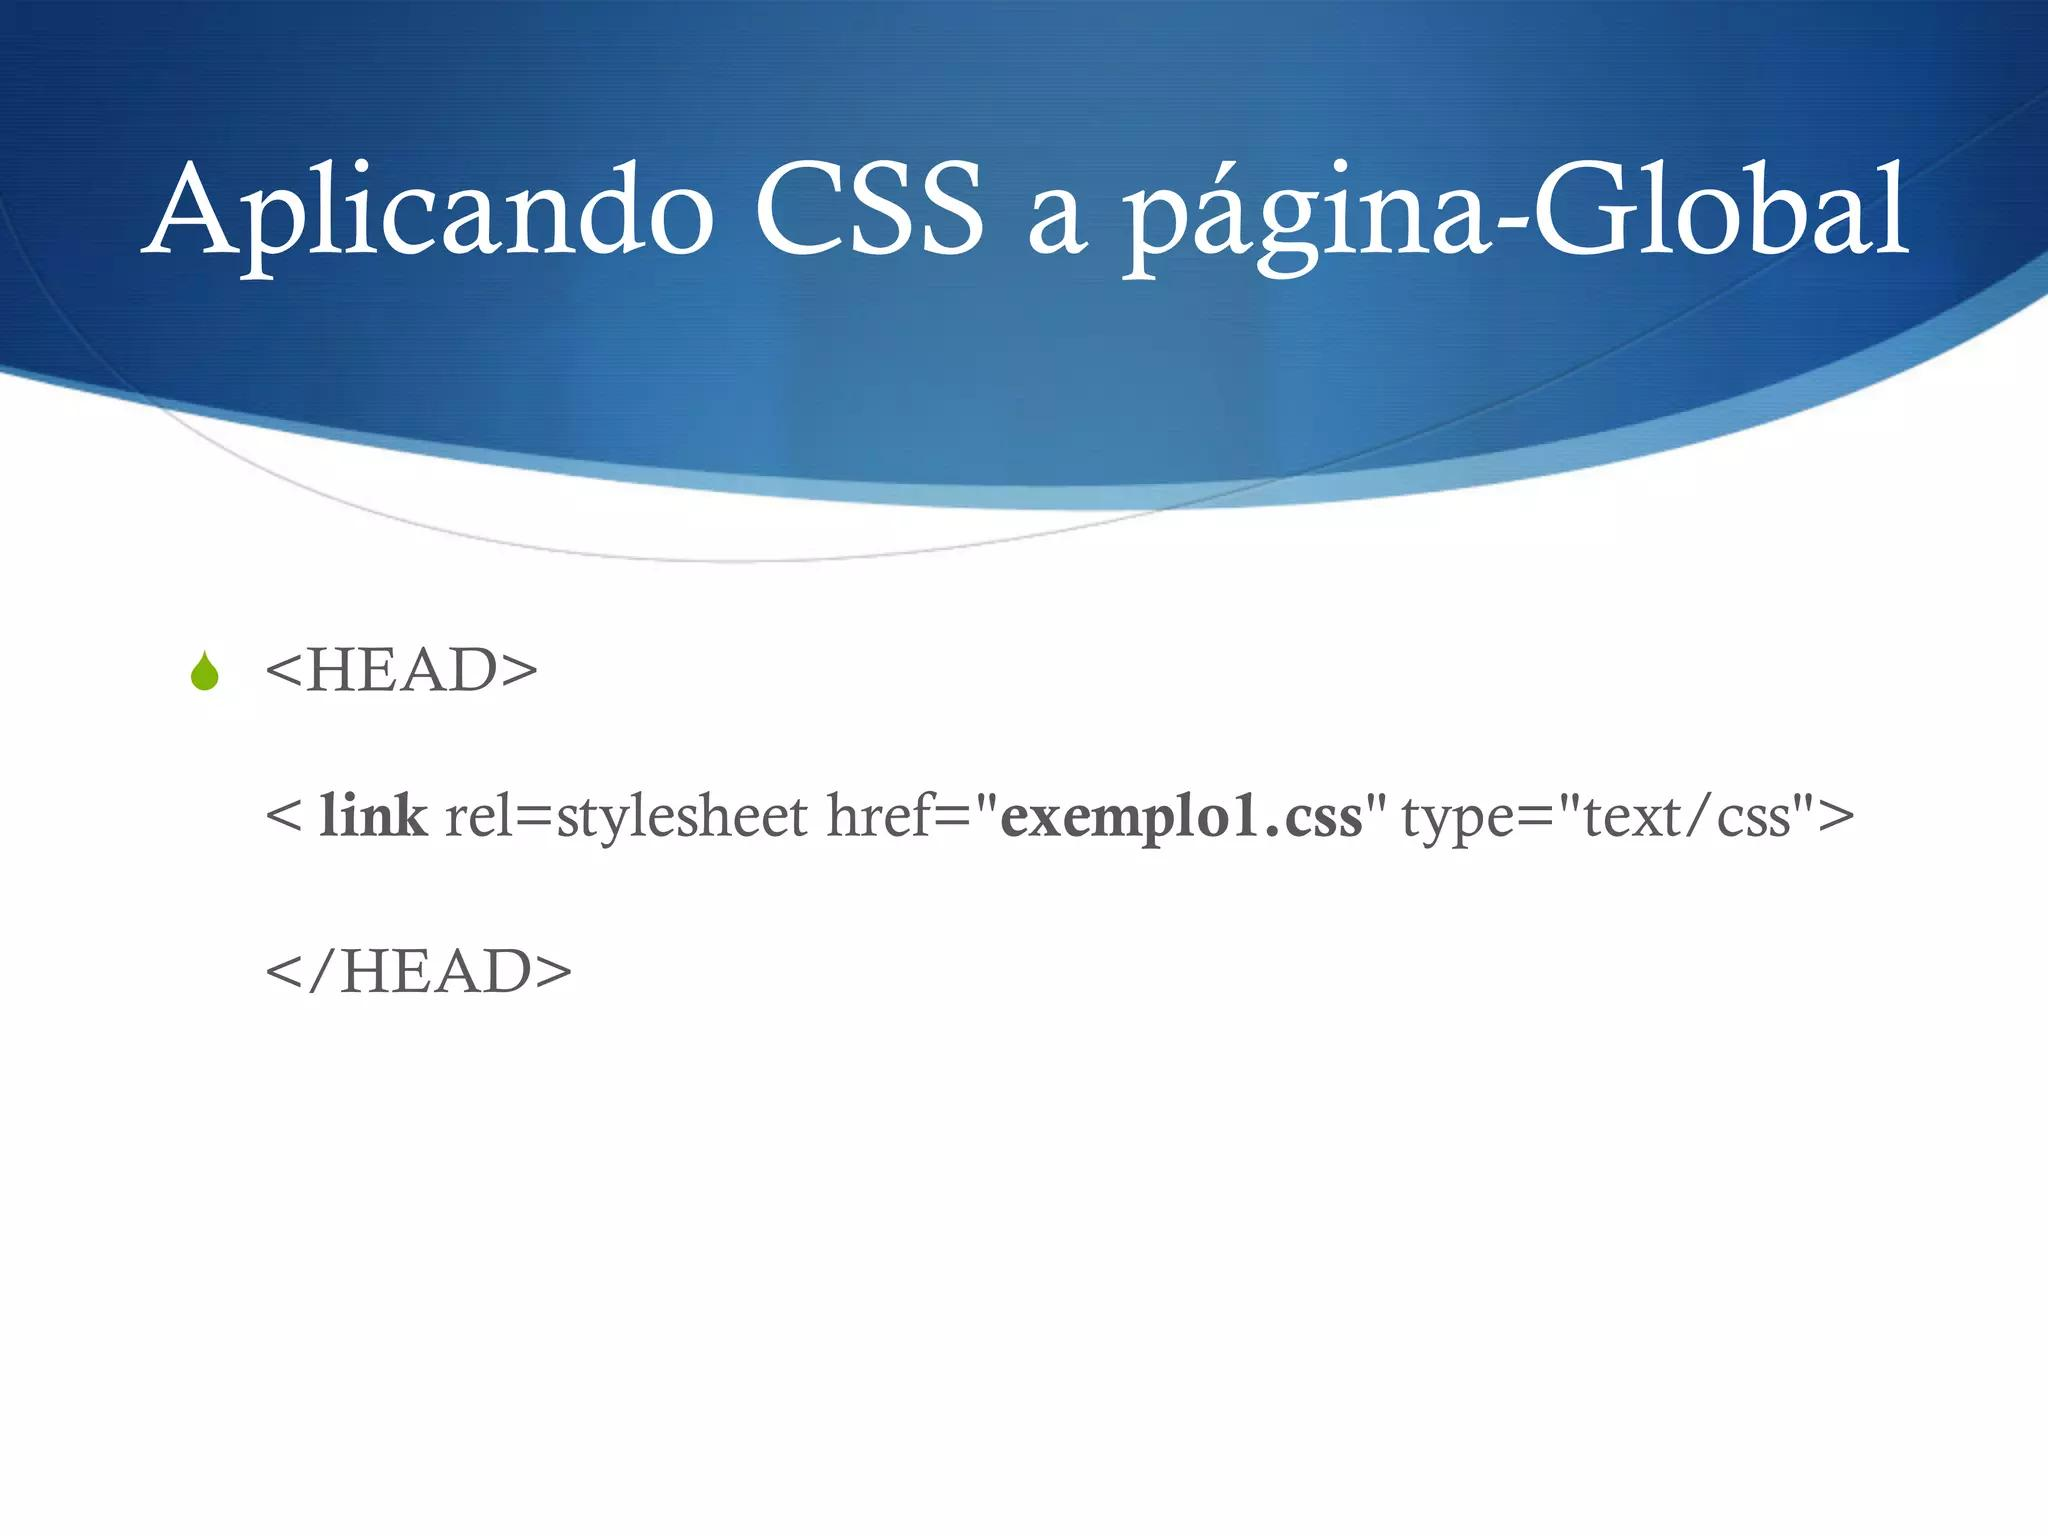 Aplicando CSS a página-Global
<HEAD>
< link rel=stylesheet href="exemplo1.css" type="text/css">
</HEAD>